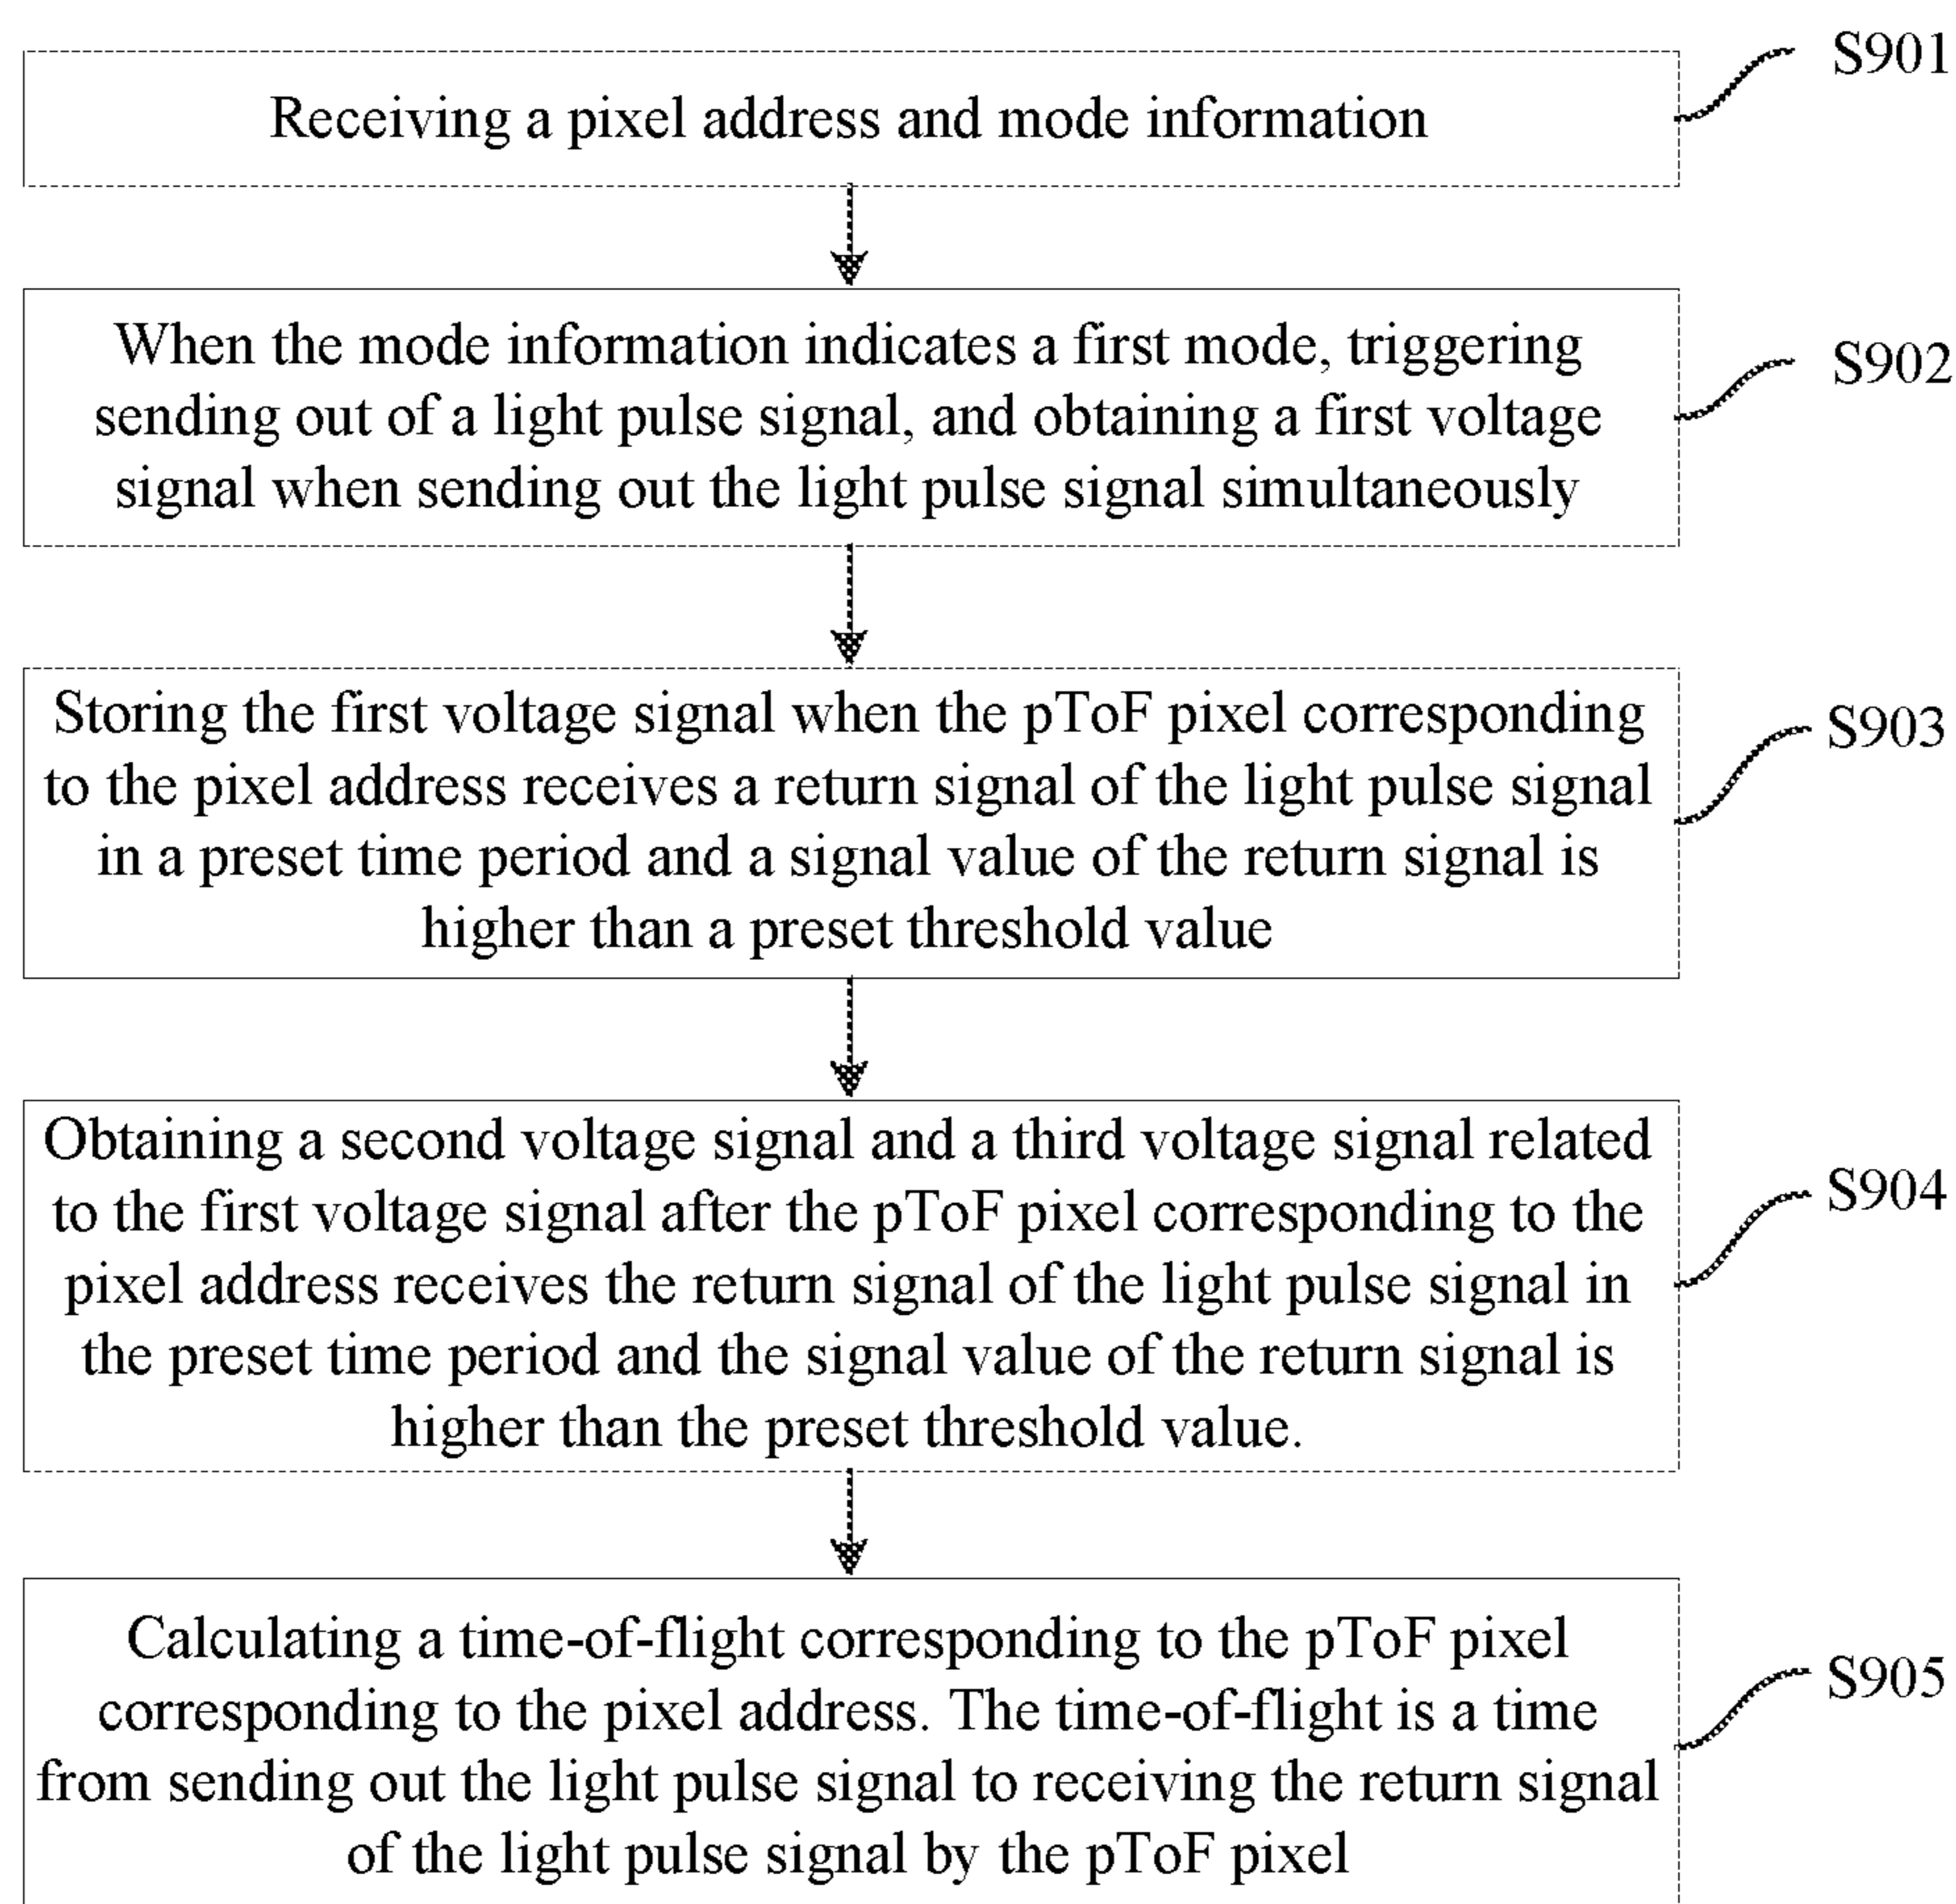 Receiving a pixel address and mode information
S901
When the mode information indicates a first mode, triggering
sending out of a light pulse signal, and obtaining a first voltage
signal when sending out the light pulse signal simultaneously
S902
Storing the first voltage signal when the pToF pixel corresponding
to the pixel address receives a return signal of the light pulse signal
in a preset time period and a signal value of the return signal is
higher than a preset threshold value
S903
Obtaining a second voltage signal and a third voltage signal related
to the first voltage signal after the pToF pixel corresponding to the
pixel address receives the return signal of the light pulse signal in
the preset time period and the signal value of the return signal is
higher than the preset threshold value.
S904
Calculating a time-of-flight corresponding to the pToF pixel
corresponding to the pixel address. The time-of-flight is a time
from sending out the light pulse signal to receiving the return signal
of the light pulse signal by the pToF pixel
S905